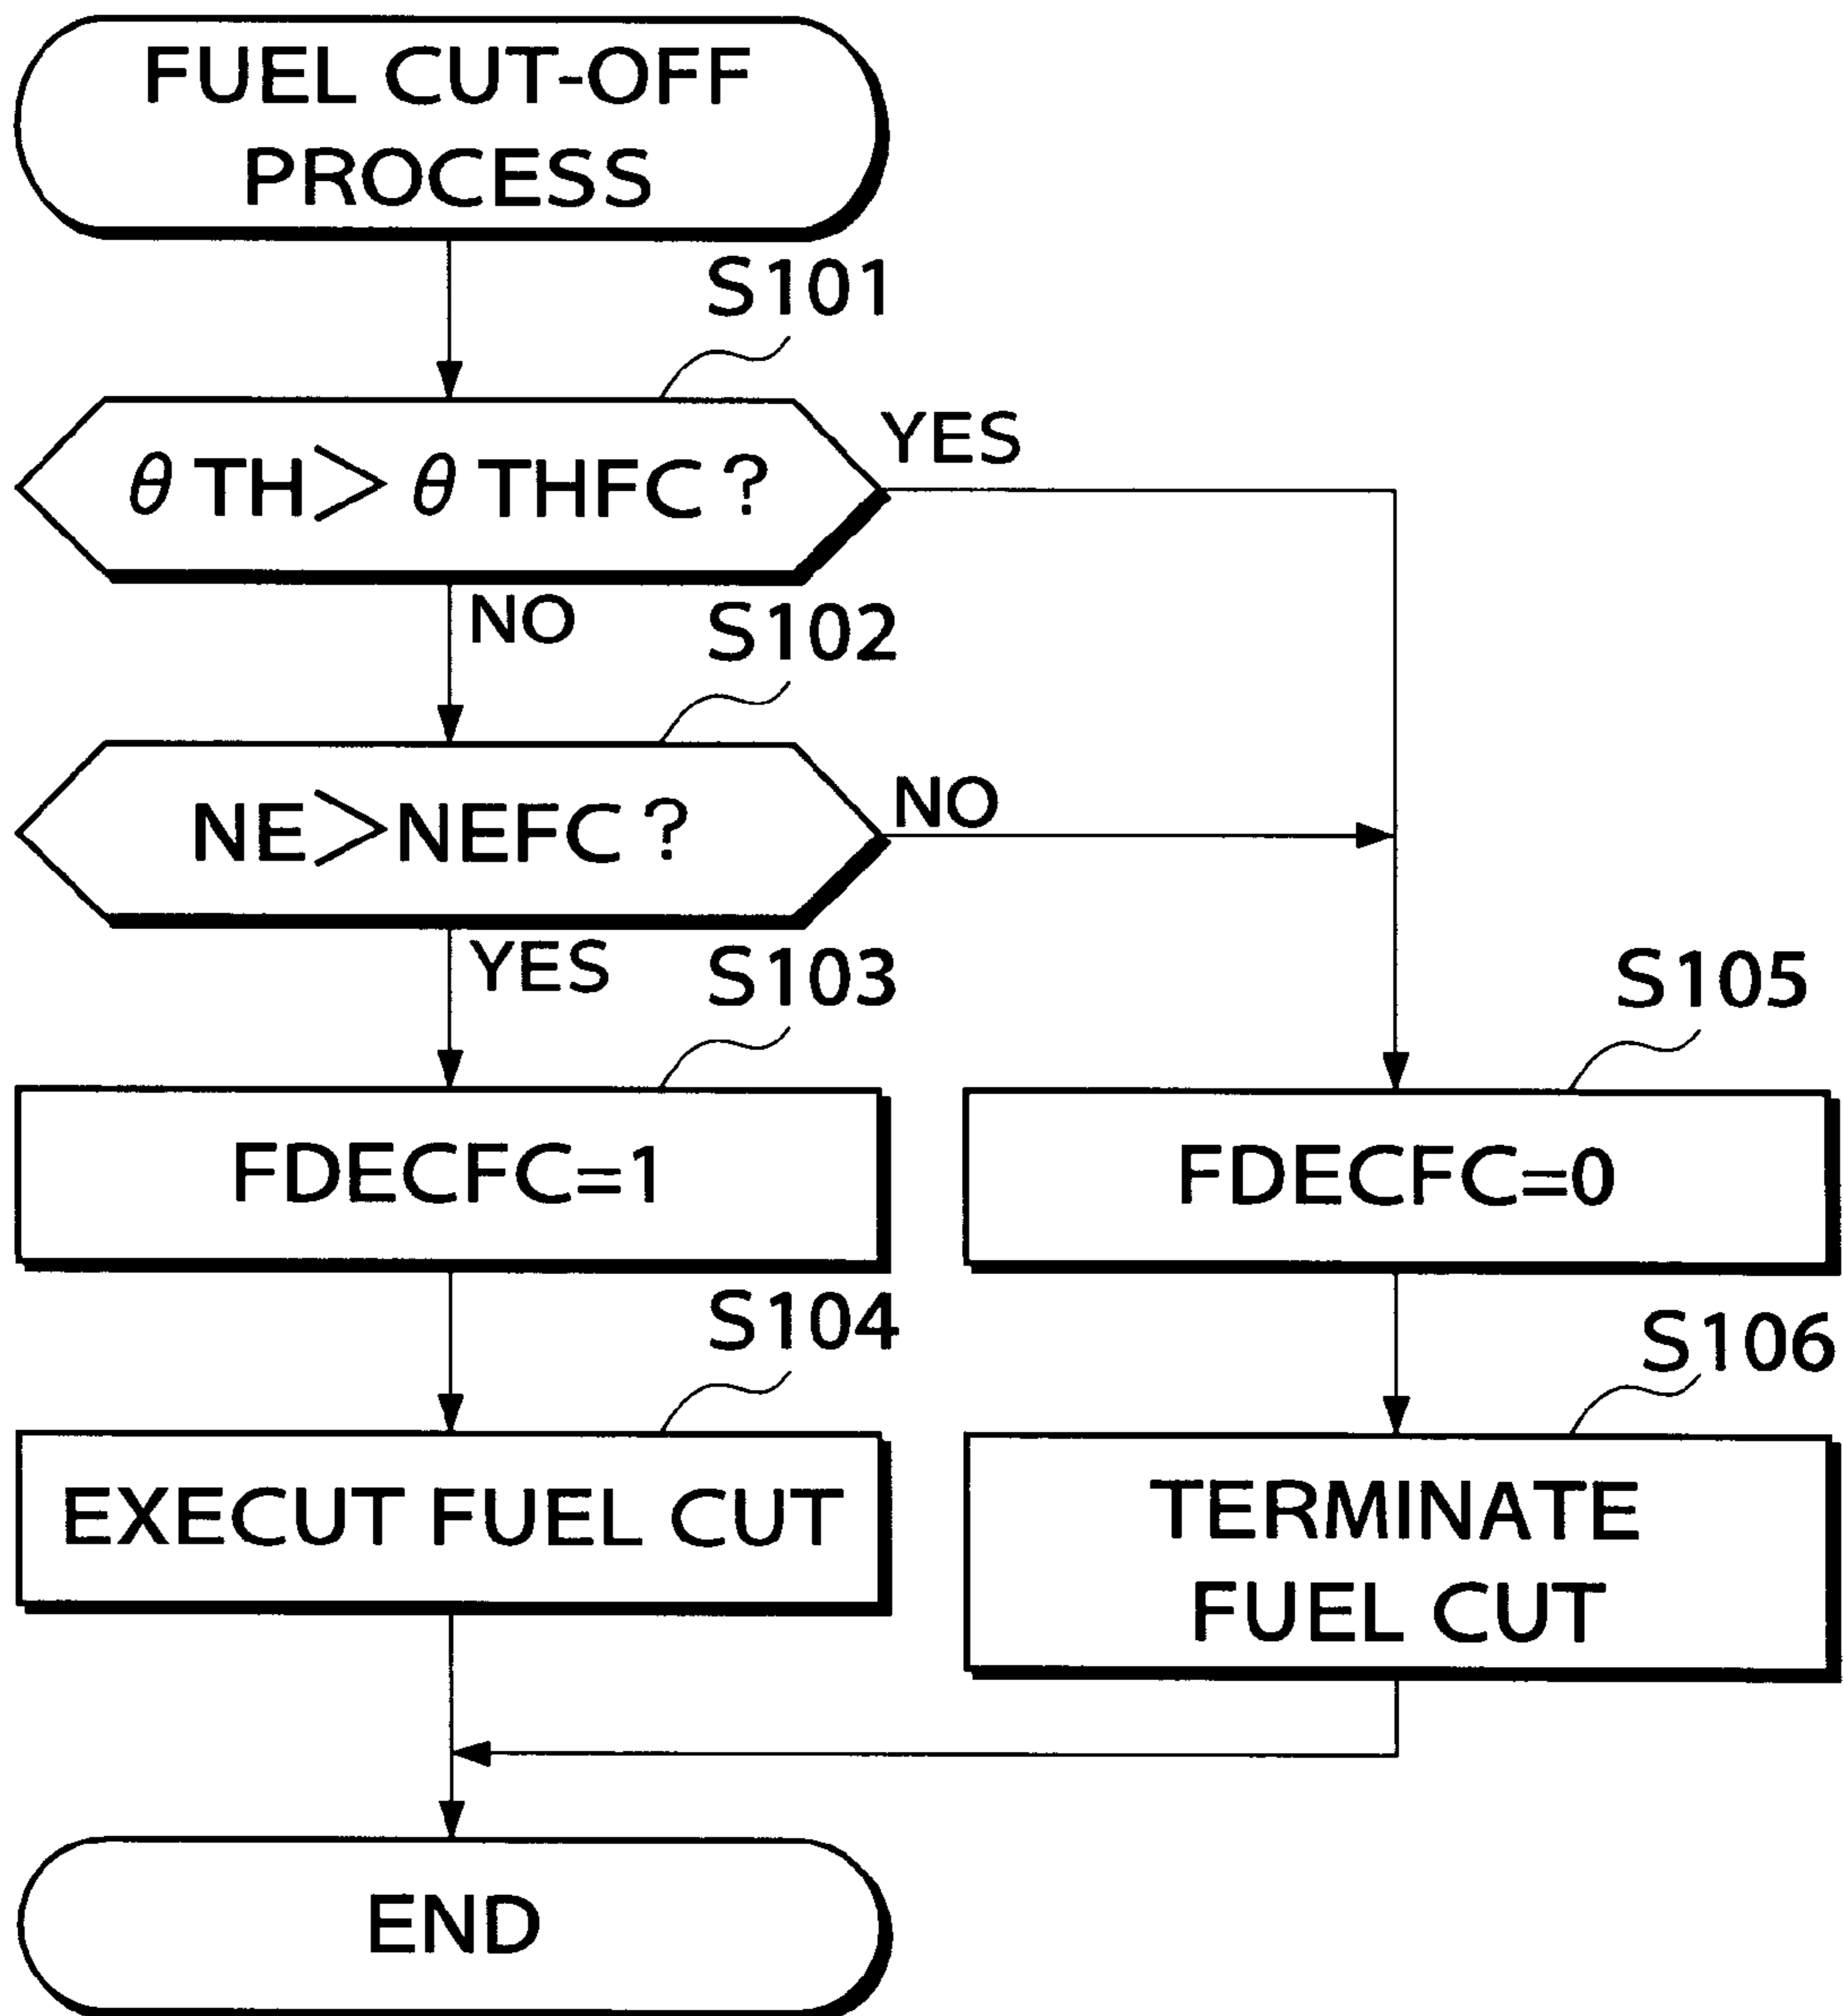 FUEL CUT-OFF
PROCESS
S101
θTH>θTHFC?
YES
NO
S102
NE>NEFC?
NO
YES
S103
S105
FDECFC=1
FDECFC=0
S104
S106
EXECUT FUEL CUT
TERMINATE
FUEL CUT
END